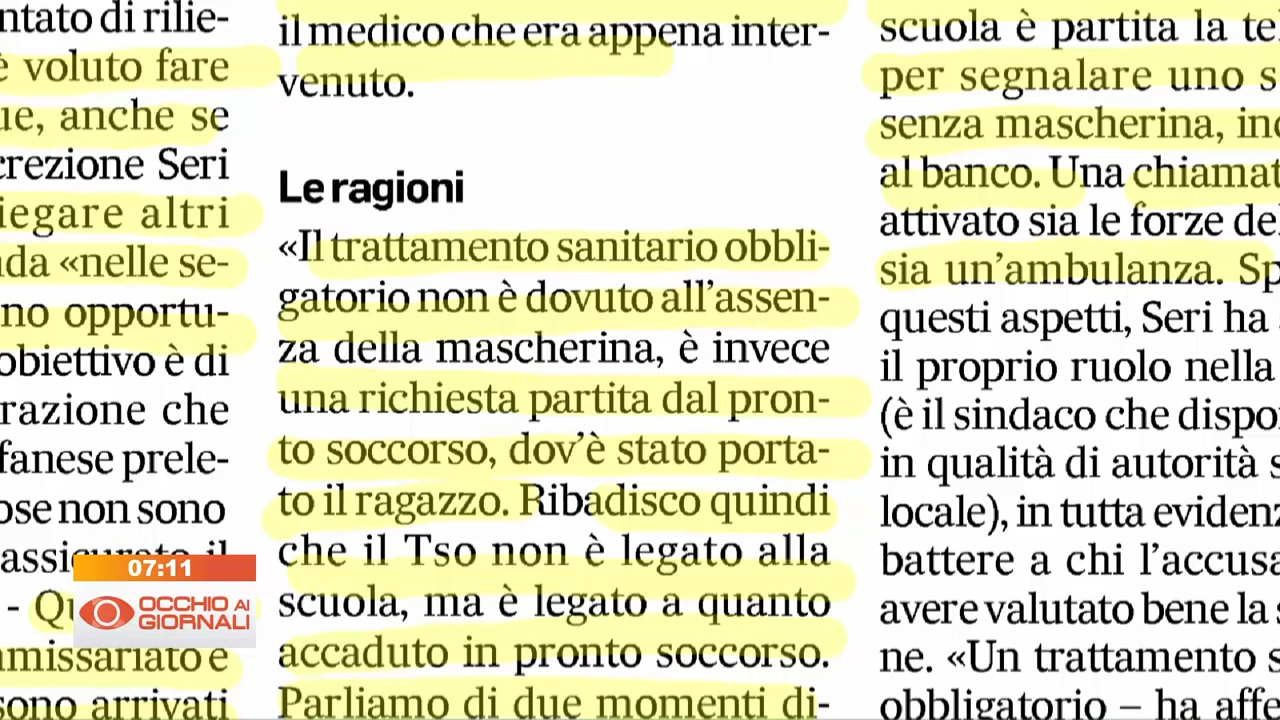 ntato di rilie-
è voluto fare
ue, anche se
crezione Seri
iegare altri
nda «nelle se-
no opportu-
obiettivo è di
razione che
fanese prele-
ose non sono
assicurato il
- Qu
mmissariato e
sono arrivati
il medico che era appena inter-
venuto.
Le ragioni
«Il trattamento sanitario obbli-
gatorio non è dovuto all’assen-
za della mascherina, è invece
una richiesta partita dal pron-
to soccorso, dov’è stato porta-
to il ragazzo. Ribadisco quindi
che il Tso non è legato alla
scuola, ma è legato a quanto
accaduto in pronto soccorso.
Parliamo di due momenti di-
scuola è partita la te
per segnalare uno s
senza mascherina, inc
al banco. Una chiamat
attivato sia le forze de
sia un’ambulanza. Sp
questi aspetti, Seri ha
il proprio ruolo nella
(è il sindaco che dispo
in qualità di autorità s
locale), in tutta evidenz
battere a chi l’accusa
avere valutato bene la s
ne. «Un trattamento s
obbligatorio – ha affe
07:11
OCCHIO AI
GIORNALI